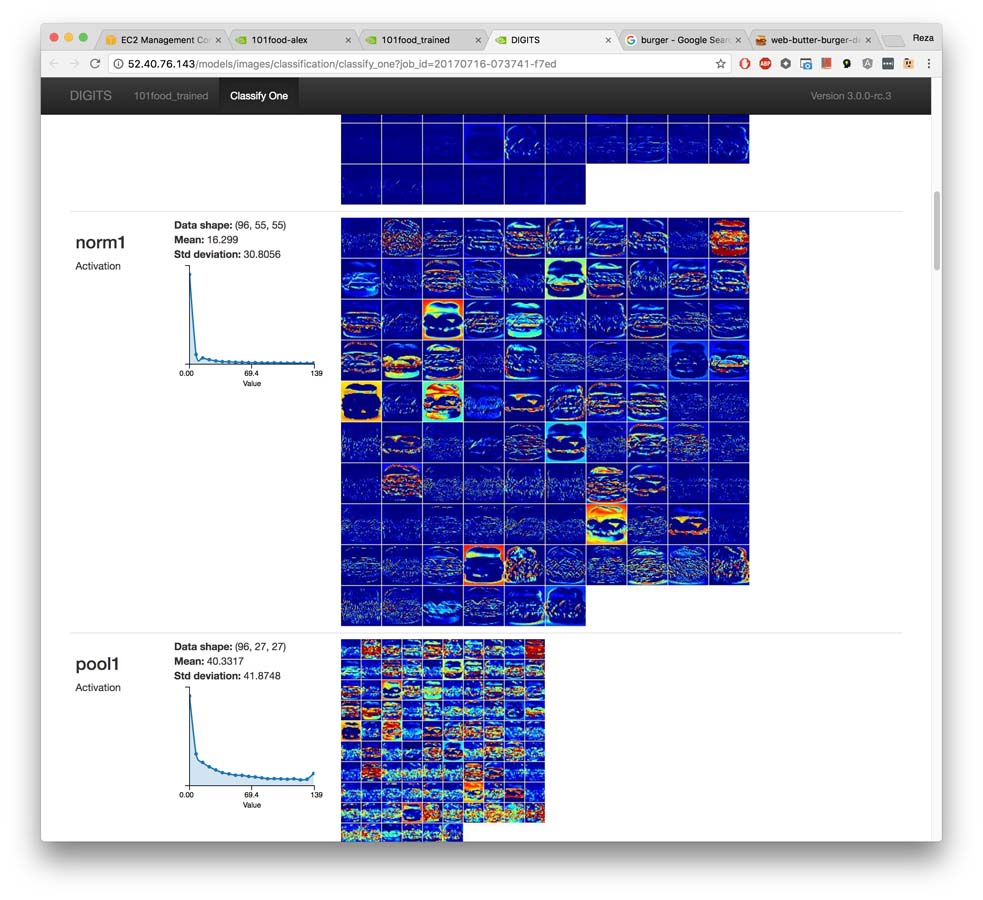 EC2 Management Co
101food-alex
101food_trained
DIGITS
burger - Google Sear
web-butter-burger-d
Reza
52.40.76.143/models/images/classification/classify_one?job_id=20170716-073741-f7ed
ABP
DIGITS
101food_trained
Classify One
Version 3.0.0-rc.3
norm1
Activation
Data shape: (96, 55, 55)
Mean: 16.299
Std deviation: 30.8056
0.00 69.4 139
Value
pool1
Activation
Data shape: (96, 27, 27)
Mean: 40.3317
Std deviation: 41.8748
0.00 69.4 139
Value